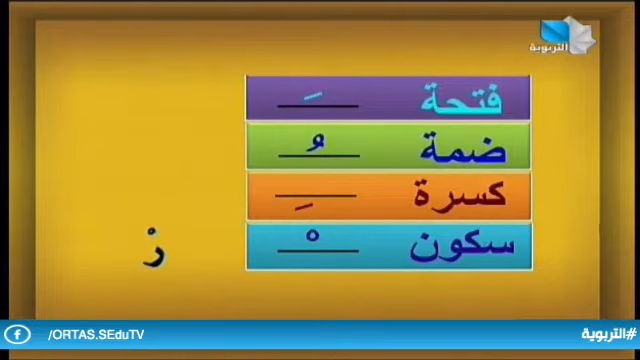 التربوية
فتحة َ
ضمة ُ
كسرة ِ
سكون ْ
رْ
/ORTAS.SEduTV
#التربوية